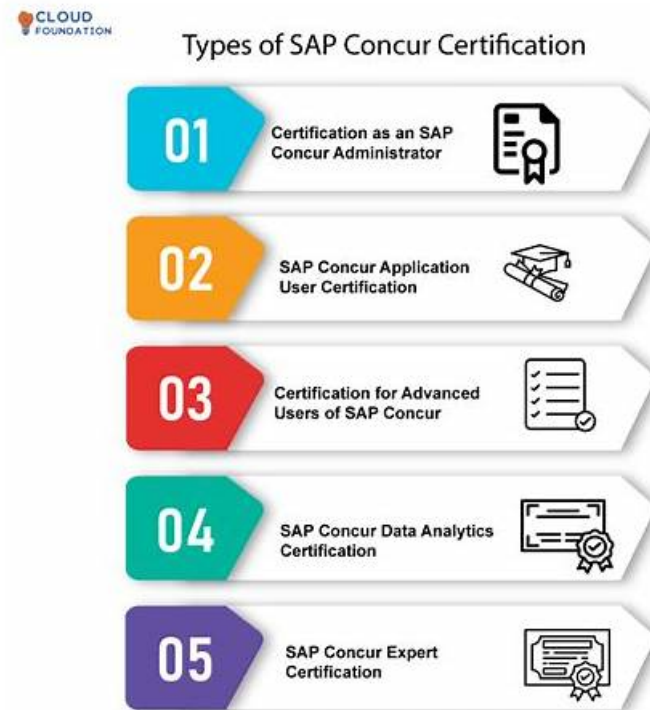 CLOUD
FOUNDATION
Types of SAP Concur Certification
01
Certification as an SAP
Concur Administrator
02
SAP Concur Application
User Certification
03
Certification for Advanced
Users of SAP Concur
04
SAP Concur Data Analytics
Certification
05
SAP Concur Expert
Certification